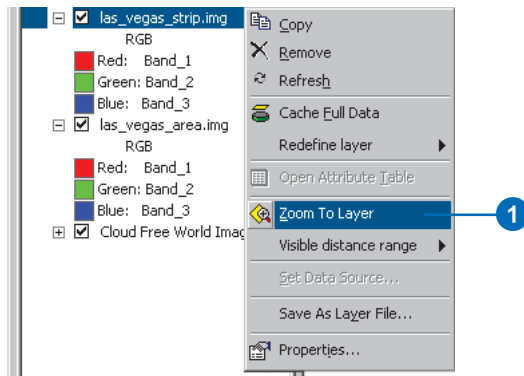 las_vegas_strip.img
RGB
Red: Band_1
Green: Band_2
Blue: Band_3
las_vegas_area.img
RGB
Red: Band_1
Green: Band_2
Blue: Band_3
Cloud Free World Imag
Copy
Remove
Refresh
Cache Full Data
Redefine layer
Open Attribute Table
Zoom To Layer
1
Visible distance range
Set Data Source...
Save As Layer File...
Properties...